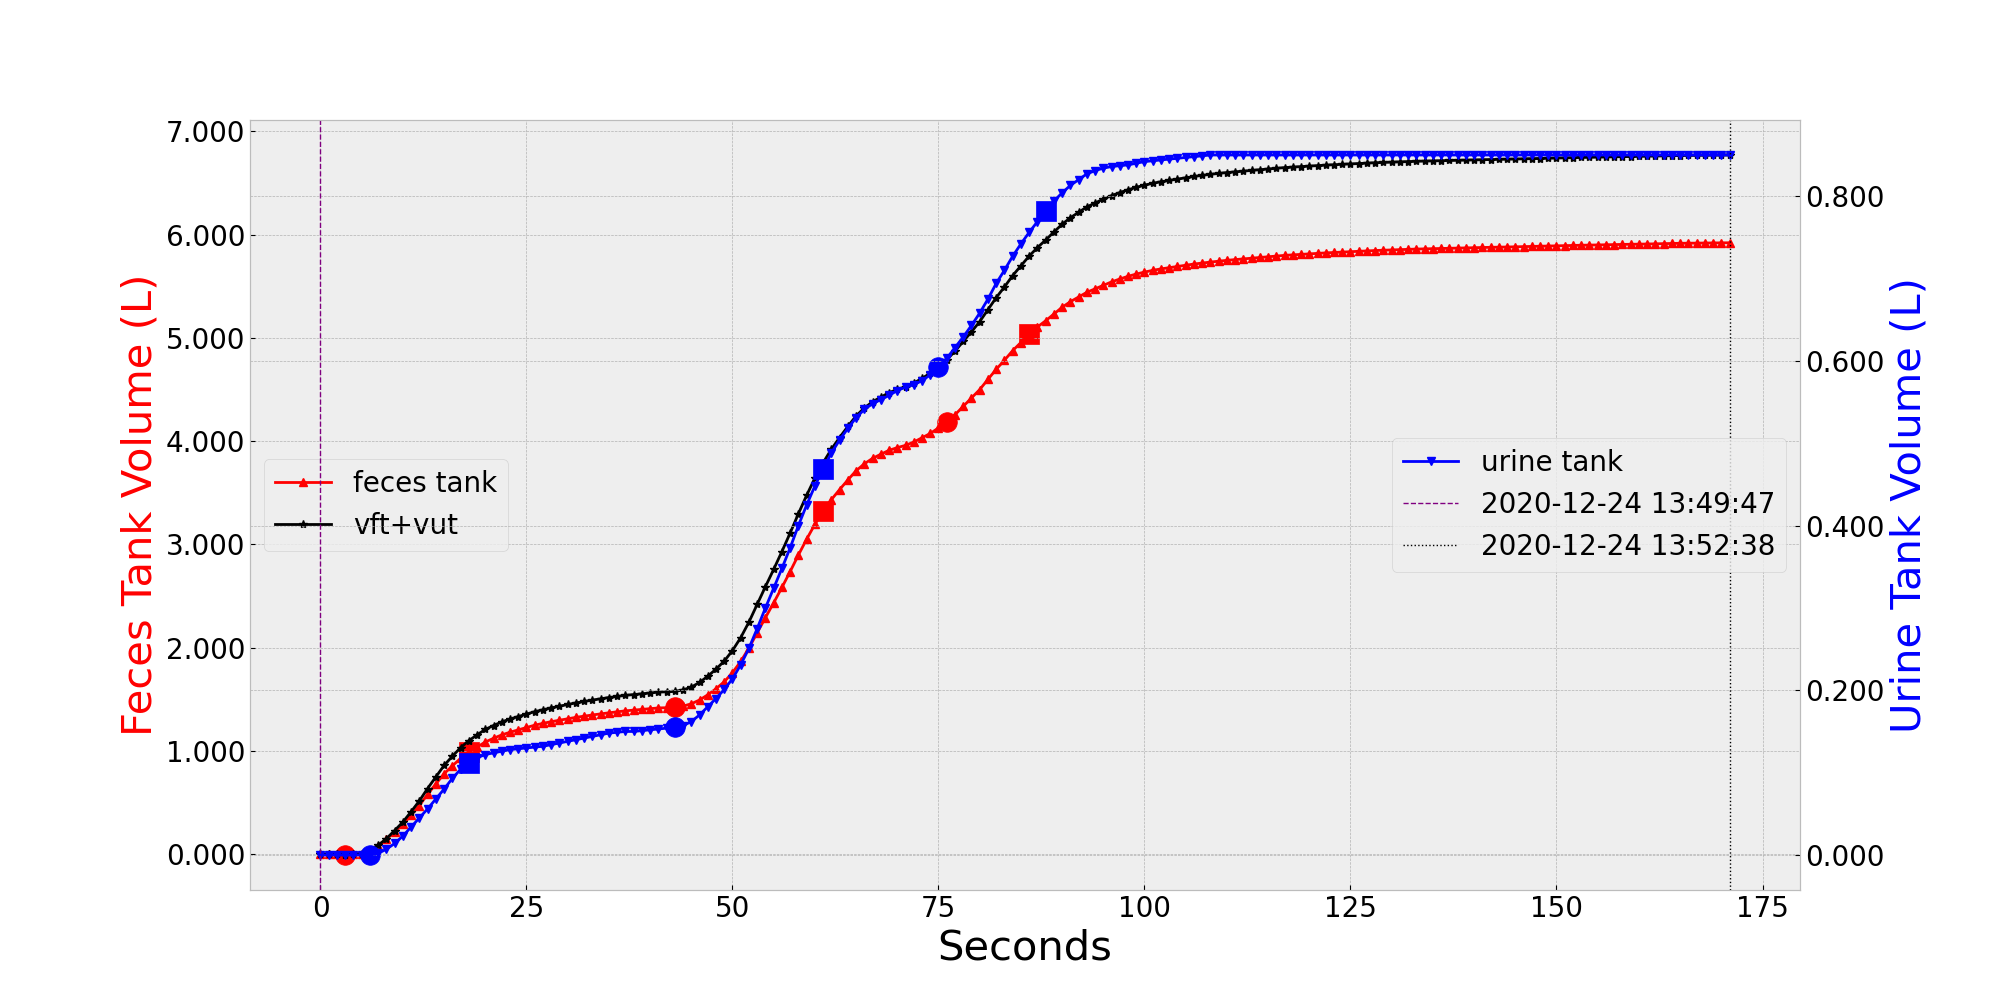 7.000
6.000
5.000
4.000
3.000
2.000
1.000
0.000
Feces Tank Volume (L)
feces tank
vft+vut
urine tank
2020-12-24 13:49:47
2020-12-24 13:52:38
0.800
0.600
0.400
0.200
0.000
Urine Tank Volume (L)
0 25 50 75 100 125 150 175
Seconds